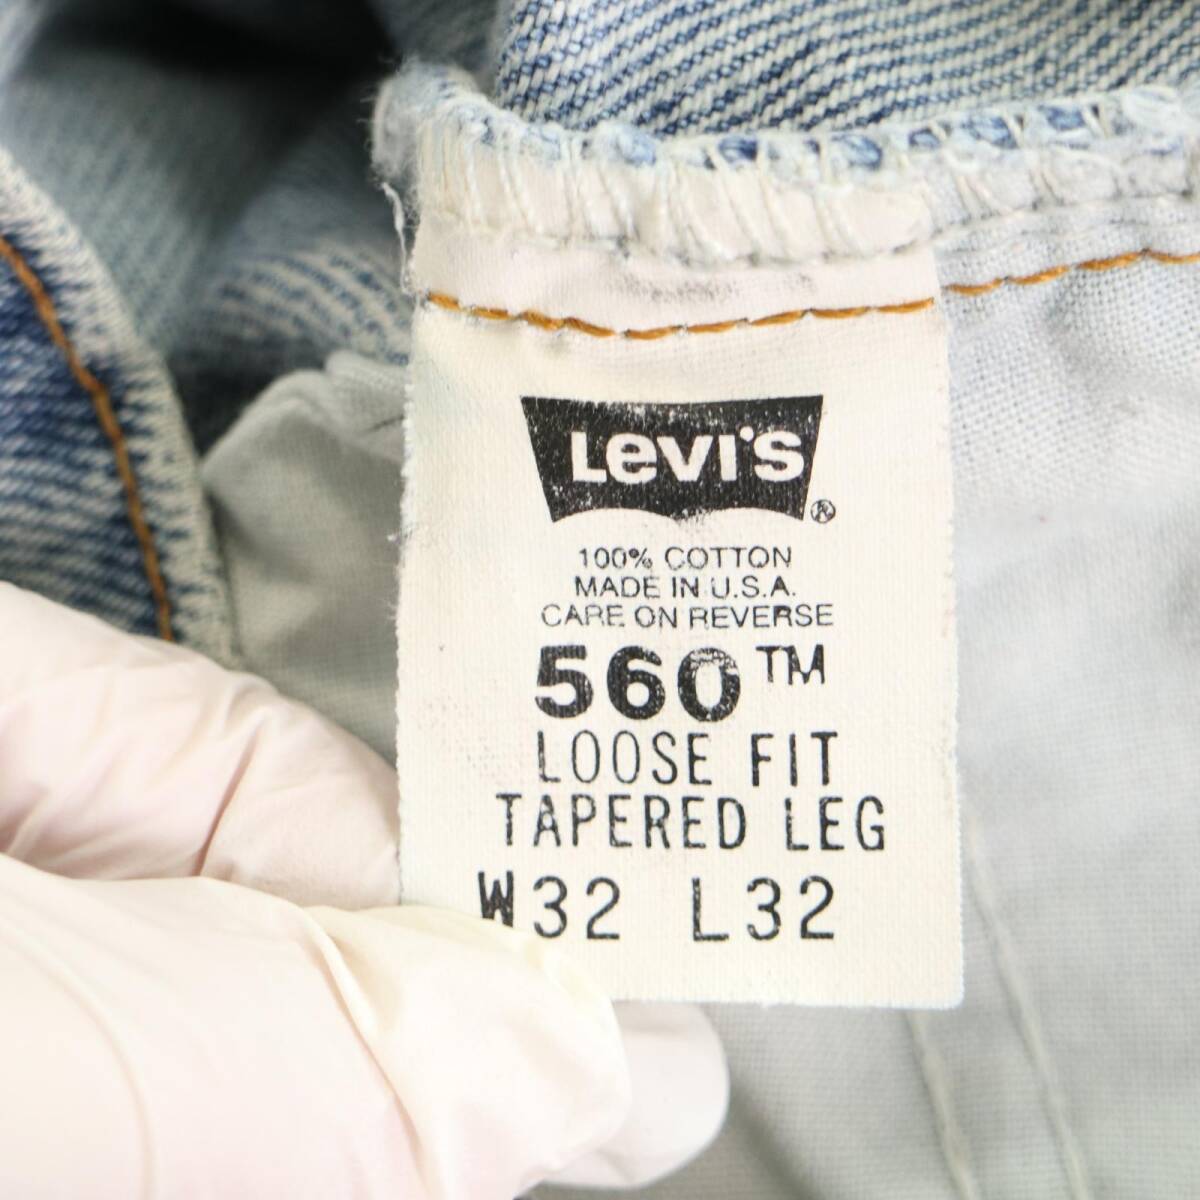 Levi's ®
100% COTTON
MADE IN U.S.A.
CARE ON REVERSE
560™
LOOSE FIT
TAPERED LEG
W32 L32